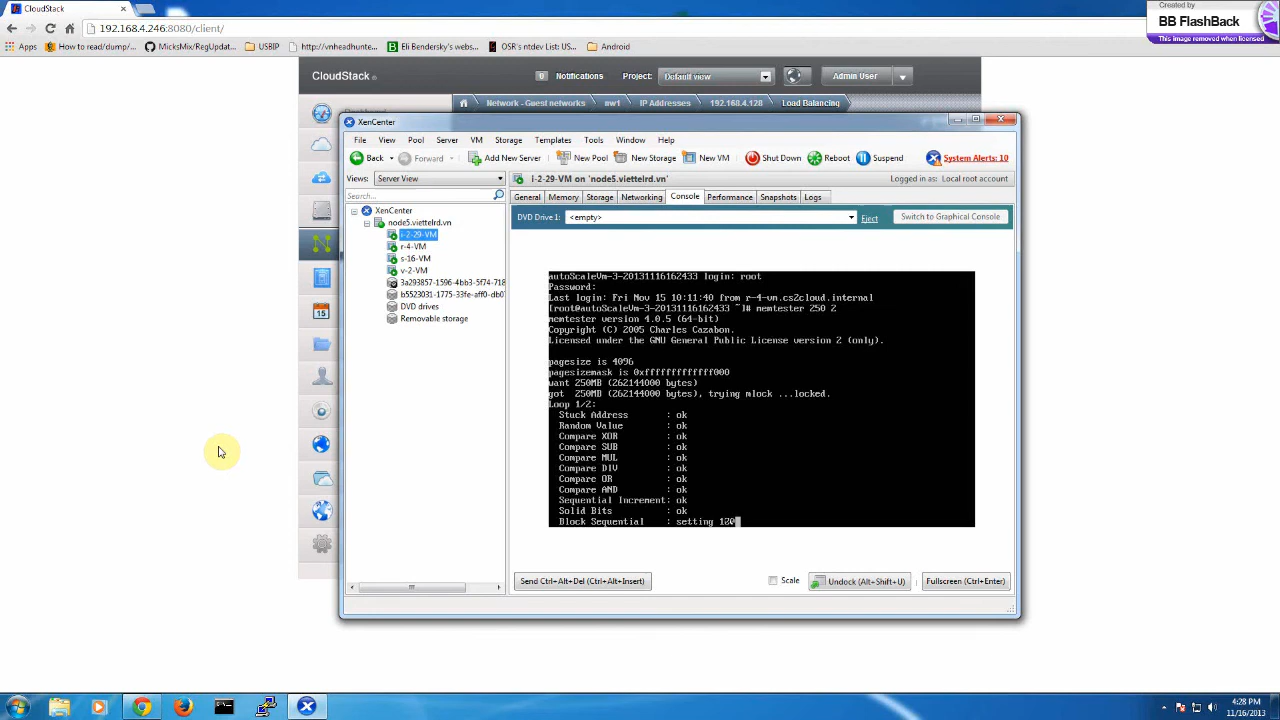 CloudStack
Created by
BB FlashBack
This image removed when licensed
192.168.4.246:8080/client/
Apps
How to read/dump/...
MicksMix/RegUpdat...
USBIP
http://vnheadhunte...
Eli Bendersky's webs...
OSR's ntdev List: us...
Android
CloudStack
0 Notifications
Project: Default view
Admin User
Network - Guest networks
nw1
IP Addresses
192.168.4.128
Load Balancing
XenCenter
File View Pool Server VM Storage Templates Tools Window Help
Back Forward Add New Server New Pool New Storage New VM Shut Down Reboot Suspend System Alerts: 10
Views: Server View
i-2-29-VM on 'node5.viettelrd.vn'
Logged in as: Local root account
Search...
General Memory Storage Networking Console Performance Snapshots Logs
DVD Drive 1: <empty> Eject Switch to Graphical Console
XenCenter
node5.viettelrd.vn
i-2-29-VM
r-4-VM
s-16-VM
v-2-VM
3a293857-1596-4bb3-5f74-718
b5523031-1775-33fe-aff0-db07
DVD drives
Removable storage
autoScaleVm-3-20131116162433 login: root
Password:
Last login: Fri Nov 15 10:11:40 from r-4-vm.cs2cloud.internal
[root@autoScaleVm-3-20131116162433 ~]# memtester 250 2
memtester version 4.0.5 (64-bit)
Copyright (C) 2005 Charles Cazabon.
Licensed under the GNU General Public License version 2 (only).
pagesize is 4096
pagesizemask is 0xfffffffffffff000
want 250MB (262144000 bytes)
got 250MB (262144000 bytes), trying mlock ...locked.
Loop 1/2:
Stuck Address : ok
Random Value : ok
Compare XOR : ok
Compare SUB : ok
Compare MUL : ok
Compare DIV : ok
Compare OR : ok
Compare AND : ok
Sequential Increment: ok
Solid Bits : ok
Block Sequential : setting
Send Ctrl+Alt+Del (Ctrl+Alt+Insert)
Scale
Undock (Alt+Shift+U)
Fullscreen (Ctrl+Enter)
4:28 PM
11/16/2013